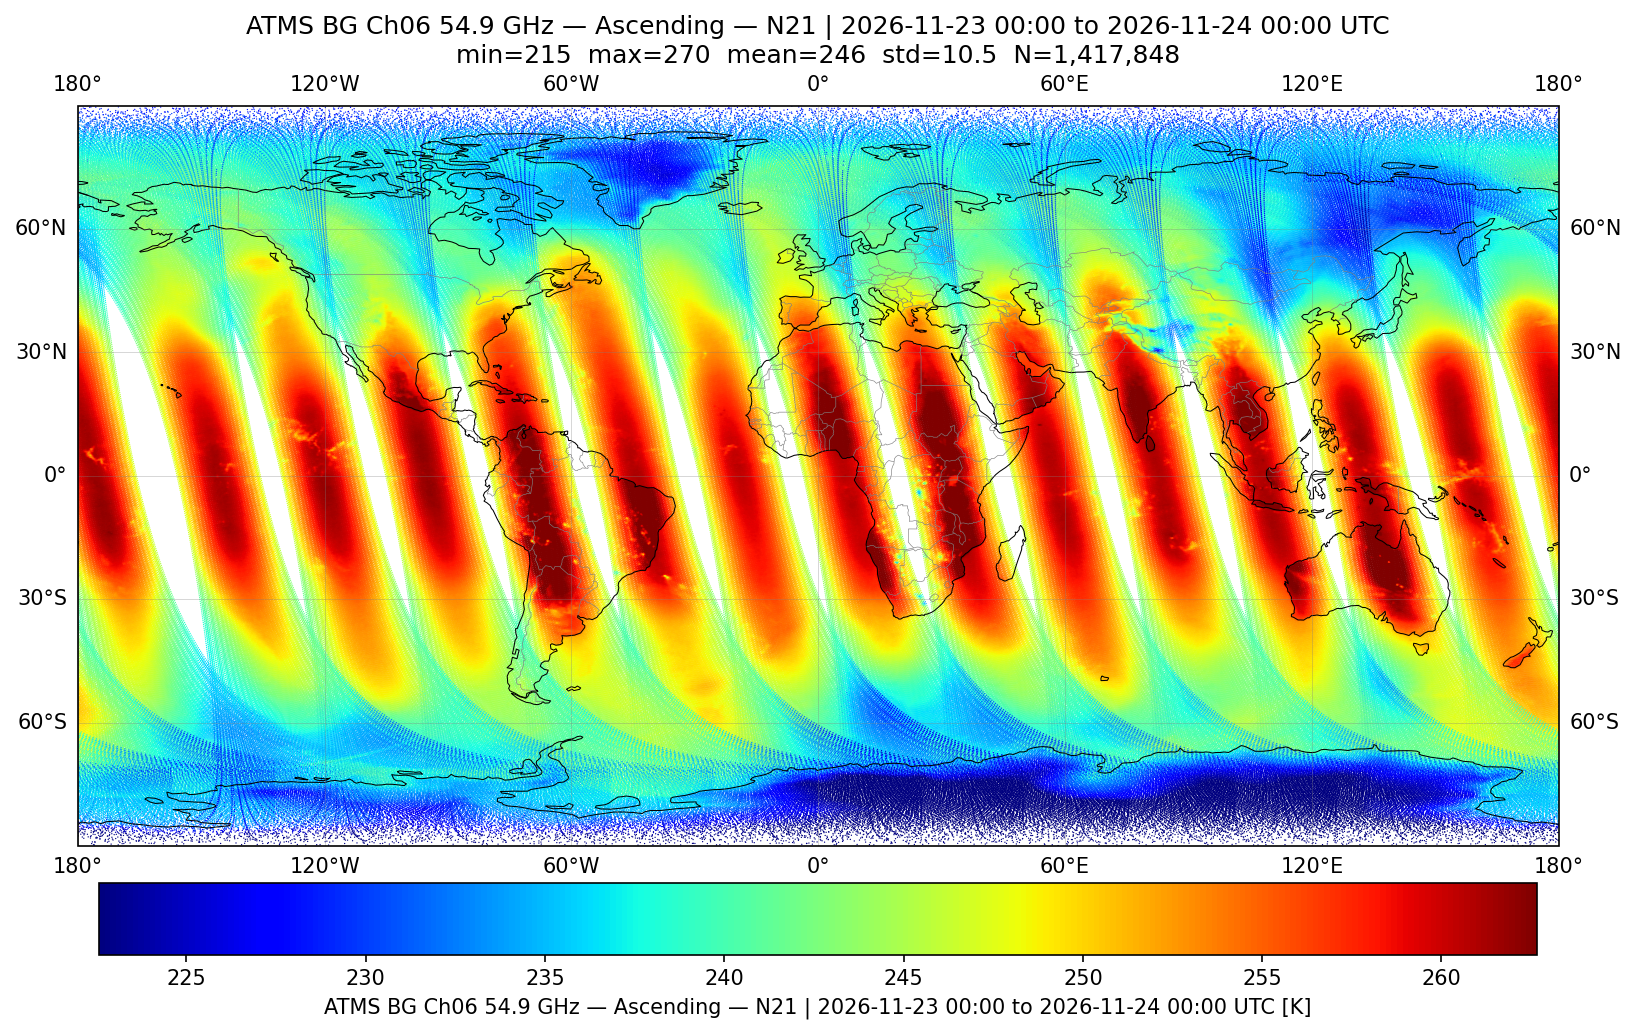 ATMS BG Ch06 54.9 GHz — Ascending — N21 | 2026-11-23 00:00 to 2026-11-24 00:00 UTC
min=215 max=270 mean=246 std=10.5 N=1,417,848
180° 120°W 60°W 0° 60°E 120°E 180°
60°N 60°N
30°N 30°N
0° 0°
30°S 30°S
60°S 60°S
180° 120°W 60°W 0° 60°E 120°E 180°
225 230 235 240 245 250 255 260
ATMS BG Ch06 54.9 GHz — Ascending — N21 | 2026-11-23 00:00 to 2026-11-24 00:00 UTC [K]